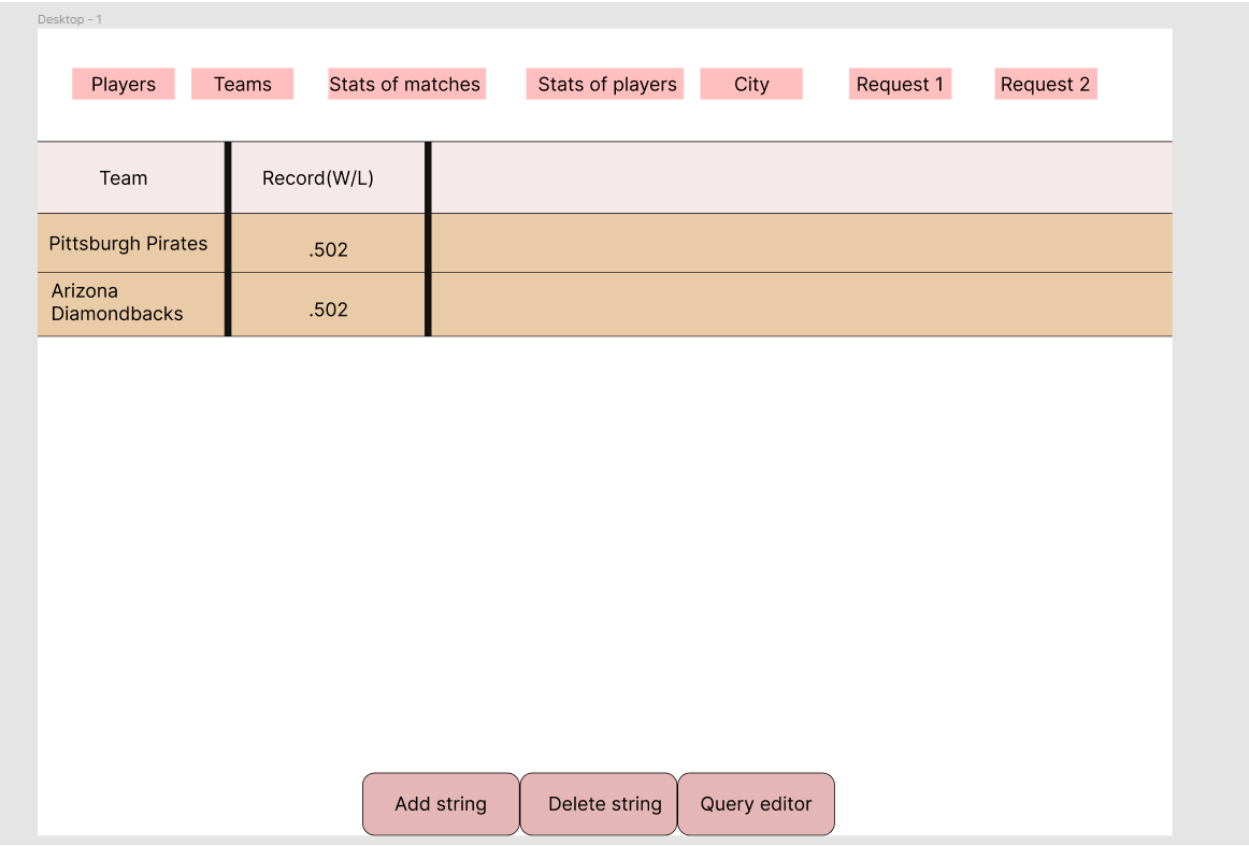 Desktop - 1
Players Teams Stats of matches Stats of players City Request 1 Request 2
Team Record(W/L)
Pittsburgh Pirates .502
Arizona
Diamondbacks .502
Add string Delete string Query editor